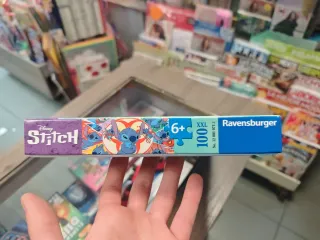 Disney
STITCH
6+
XXL
100
Ravensburger